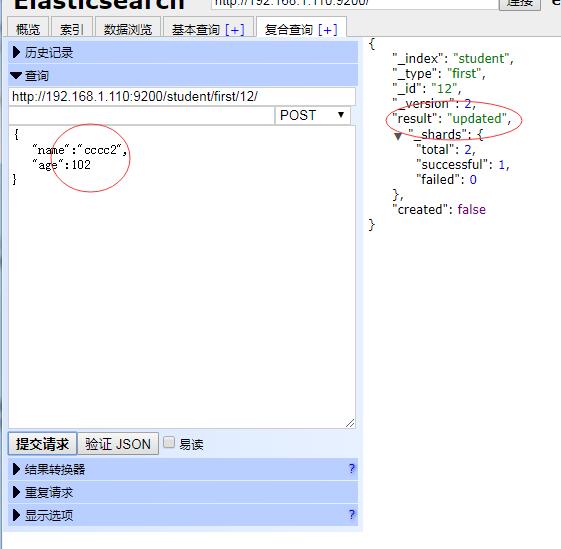 Elasticsearch
http://192.168.1.110:9200/
连接
概览 索引 数据浏览 基本查询 [+] 复合查询 [+]
历史记录
查询
http://192.168.1.110:9200/student/first/12/
POST
{
"name":"cccc2",
"age":102
}
提交请求 验证 JSON 易读
结果转换器 ?
重复请求
显示选项 ?
{
"_index": "student",
"_type": "first",
"_id": "12",
"_version": 2,
"result": "updated",
"_shards": {
"total": 2,
"successful": 1,
"failed": 0
},
"created": false
}